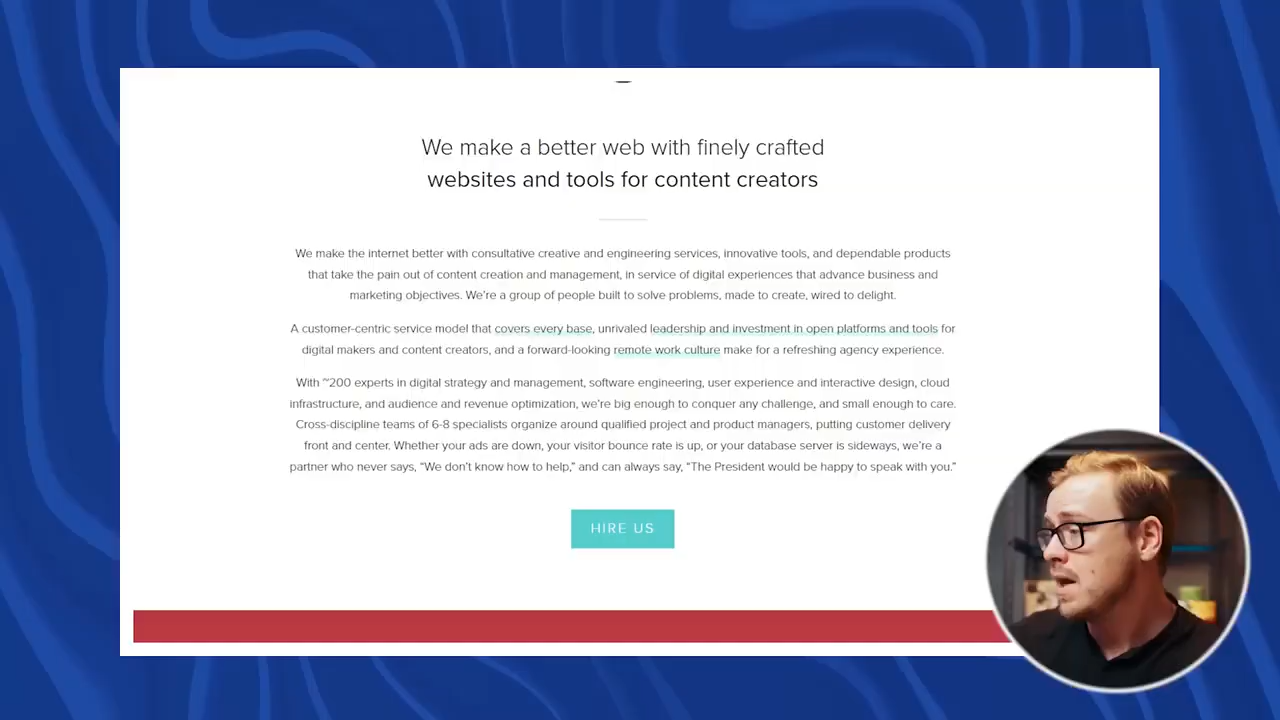 We make a better web with finely crafted
websites and tools for content creators
We make the internet better with consultative creative and engineering services, innovative tools, and dependable products
that take the pain out of content creation and management, in service of digital experiences that advance business and
marketing objectives. We’re a group of people built to solve problems, made to create, wired to delight.
A customer-centric service model that covers every base, unrivaled leadership and investment in open platforms and tools for
digital makers and content creators, and a forward-looking remote work culture make for a refreshing agency experience.
With ~200 experts in digital strategy and management, software engineering, user experience and interactive design, cloud
infrastructure, and audience and revenue optimization, we’re big enough to conquer any challenge, and small enough to care.
Cross-discipline teams of 6-8 specialists organize around qualified project and product managers, putting customer delivery
front and center. Whether your ads are down, your visitor bounce rate is up, or your database server is sideways, we’re a
partner who never says, “We don’t know how to help,” and can always say, “The President would be happy to speak with you.”
HIRE US